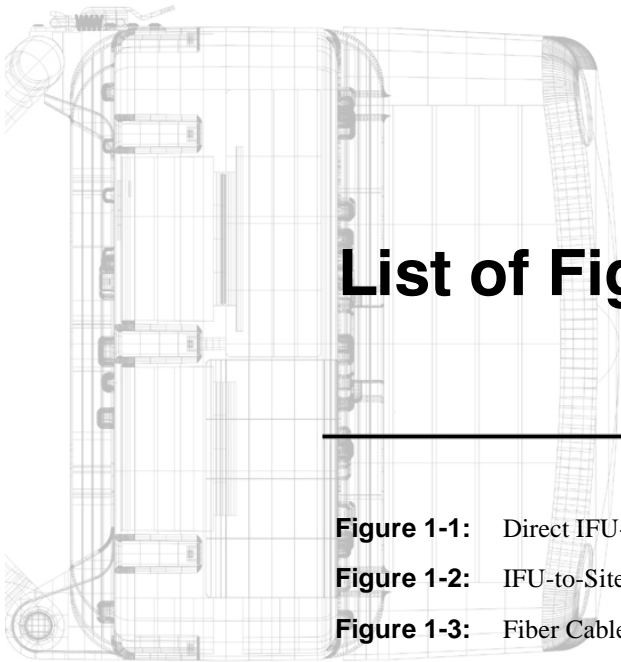 List of Fig
Figure 1-1: Direct IFU-
Figure 1-2: IFU-to-Site
Figure 1-3: Fiber Cable